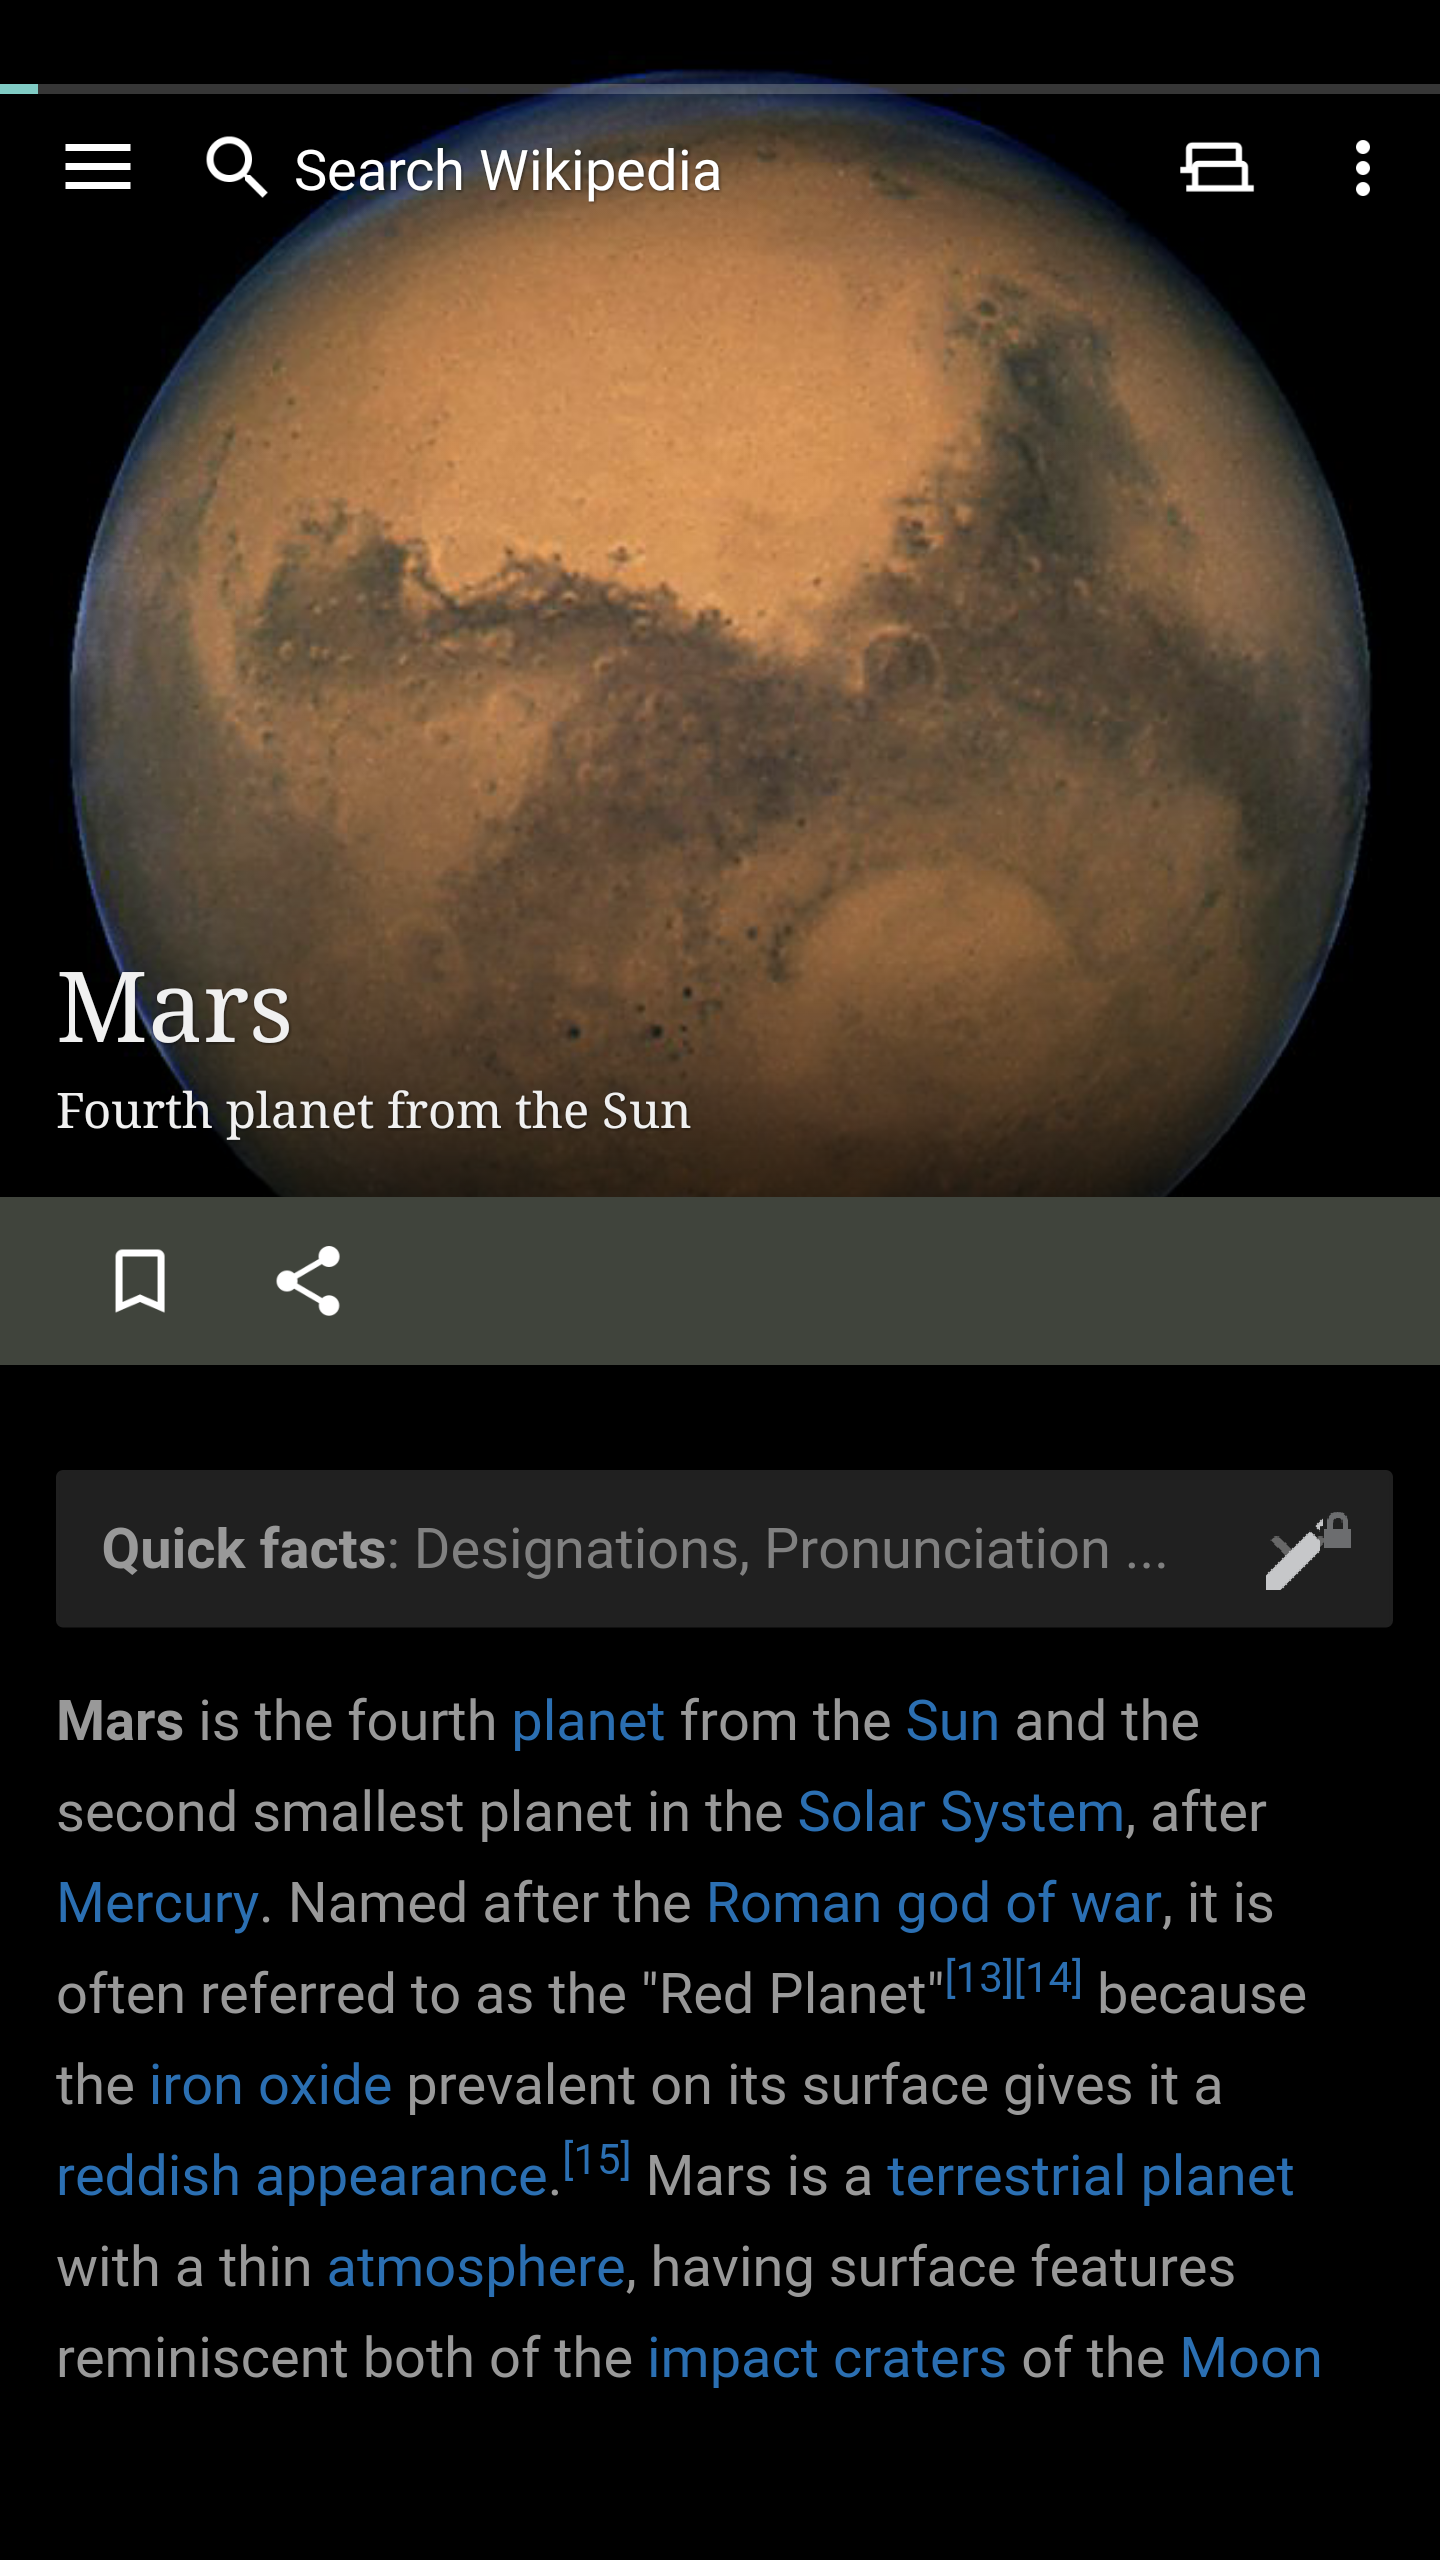 Search Wikipedia
Mars
Fourth planet from the Sun
Quick facts: Designations, Pronunciation ...
Mars is the fourth planet from the Sun and the
second smallest planet in the Solar System, after
Mercury. Named after the Roman god of war, it is
often referred to as the "Red Planet"[13][14] because
the iron oxide prevalent on its surface gives it a
reddish appearance.[15] Mars is a terrestrial planet
with a thin atmosphere, having surface features
reminiscent both of the impact craters of the Moon